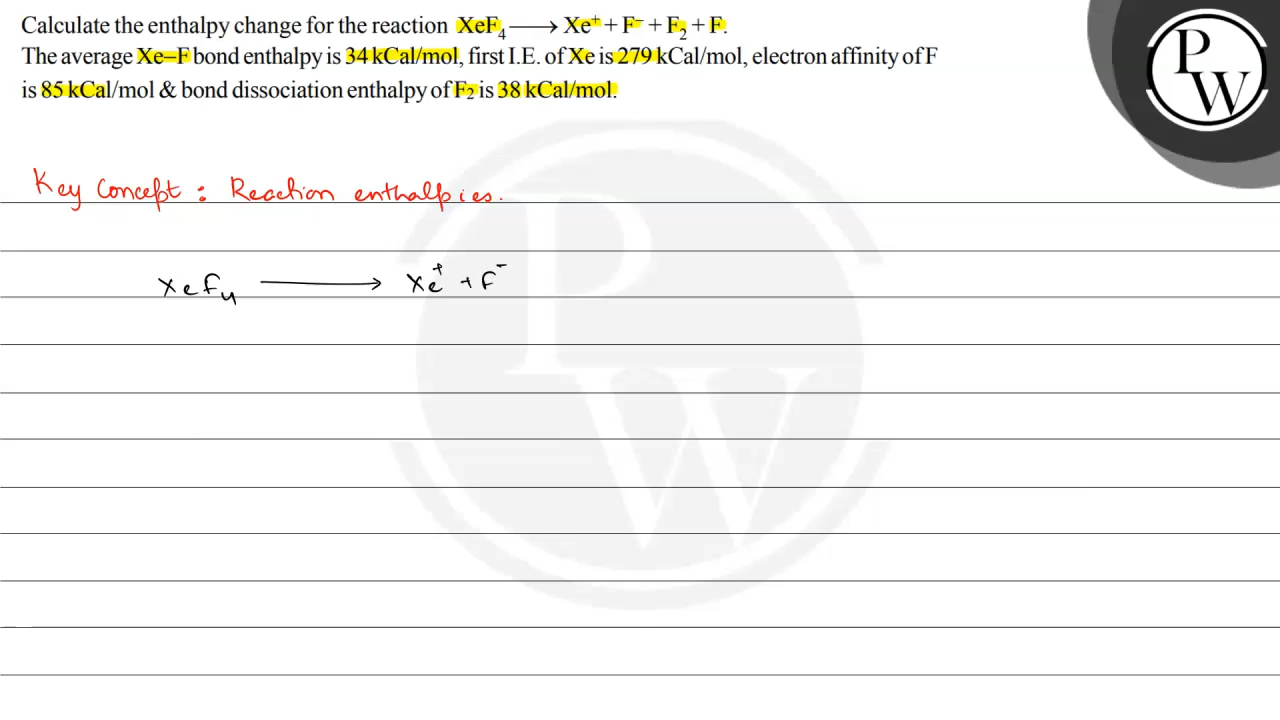 Calculate the enthalpy change for the reaction XeF₄ ⟶ Xe⁺ + F⁻ + F₂ + F.
The average Xe–F bond enthalpy is 34 kCal/mol, first I.E. of Xe is 279 kCal/mol, electron affinity of F
is 85 kCal/mol & bond dissociation enthalpy of F₂ is 38 kCal/mol.
P
W
Key Concept : Reaction enthalpies.
XeF₄ ⟶ Xe⁺ + F⁻
P
W